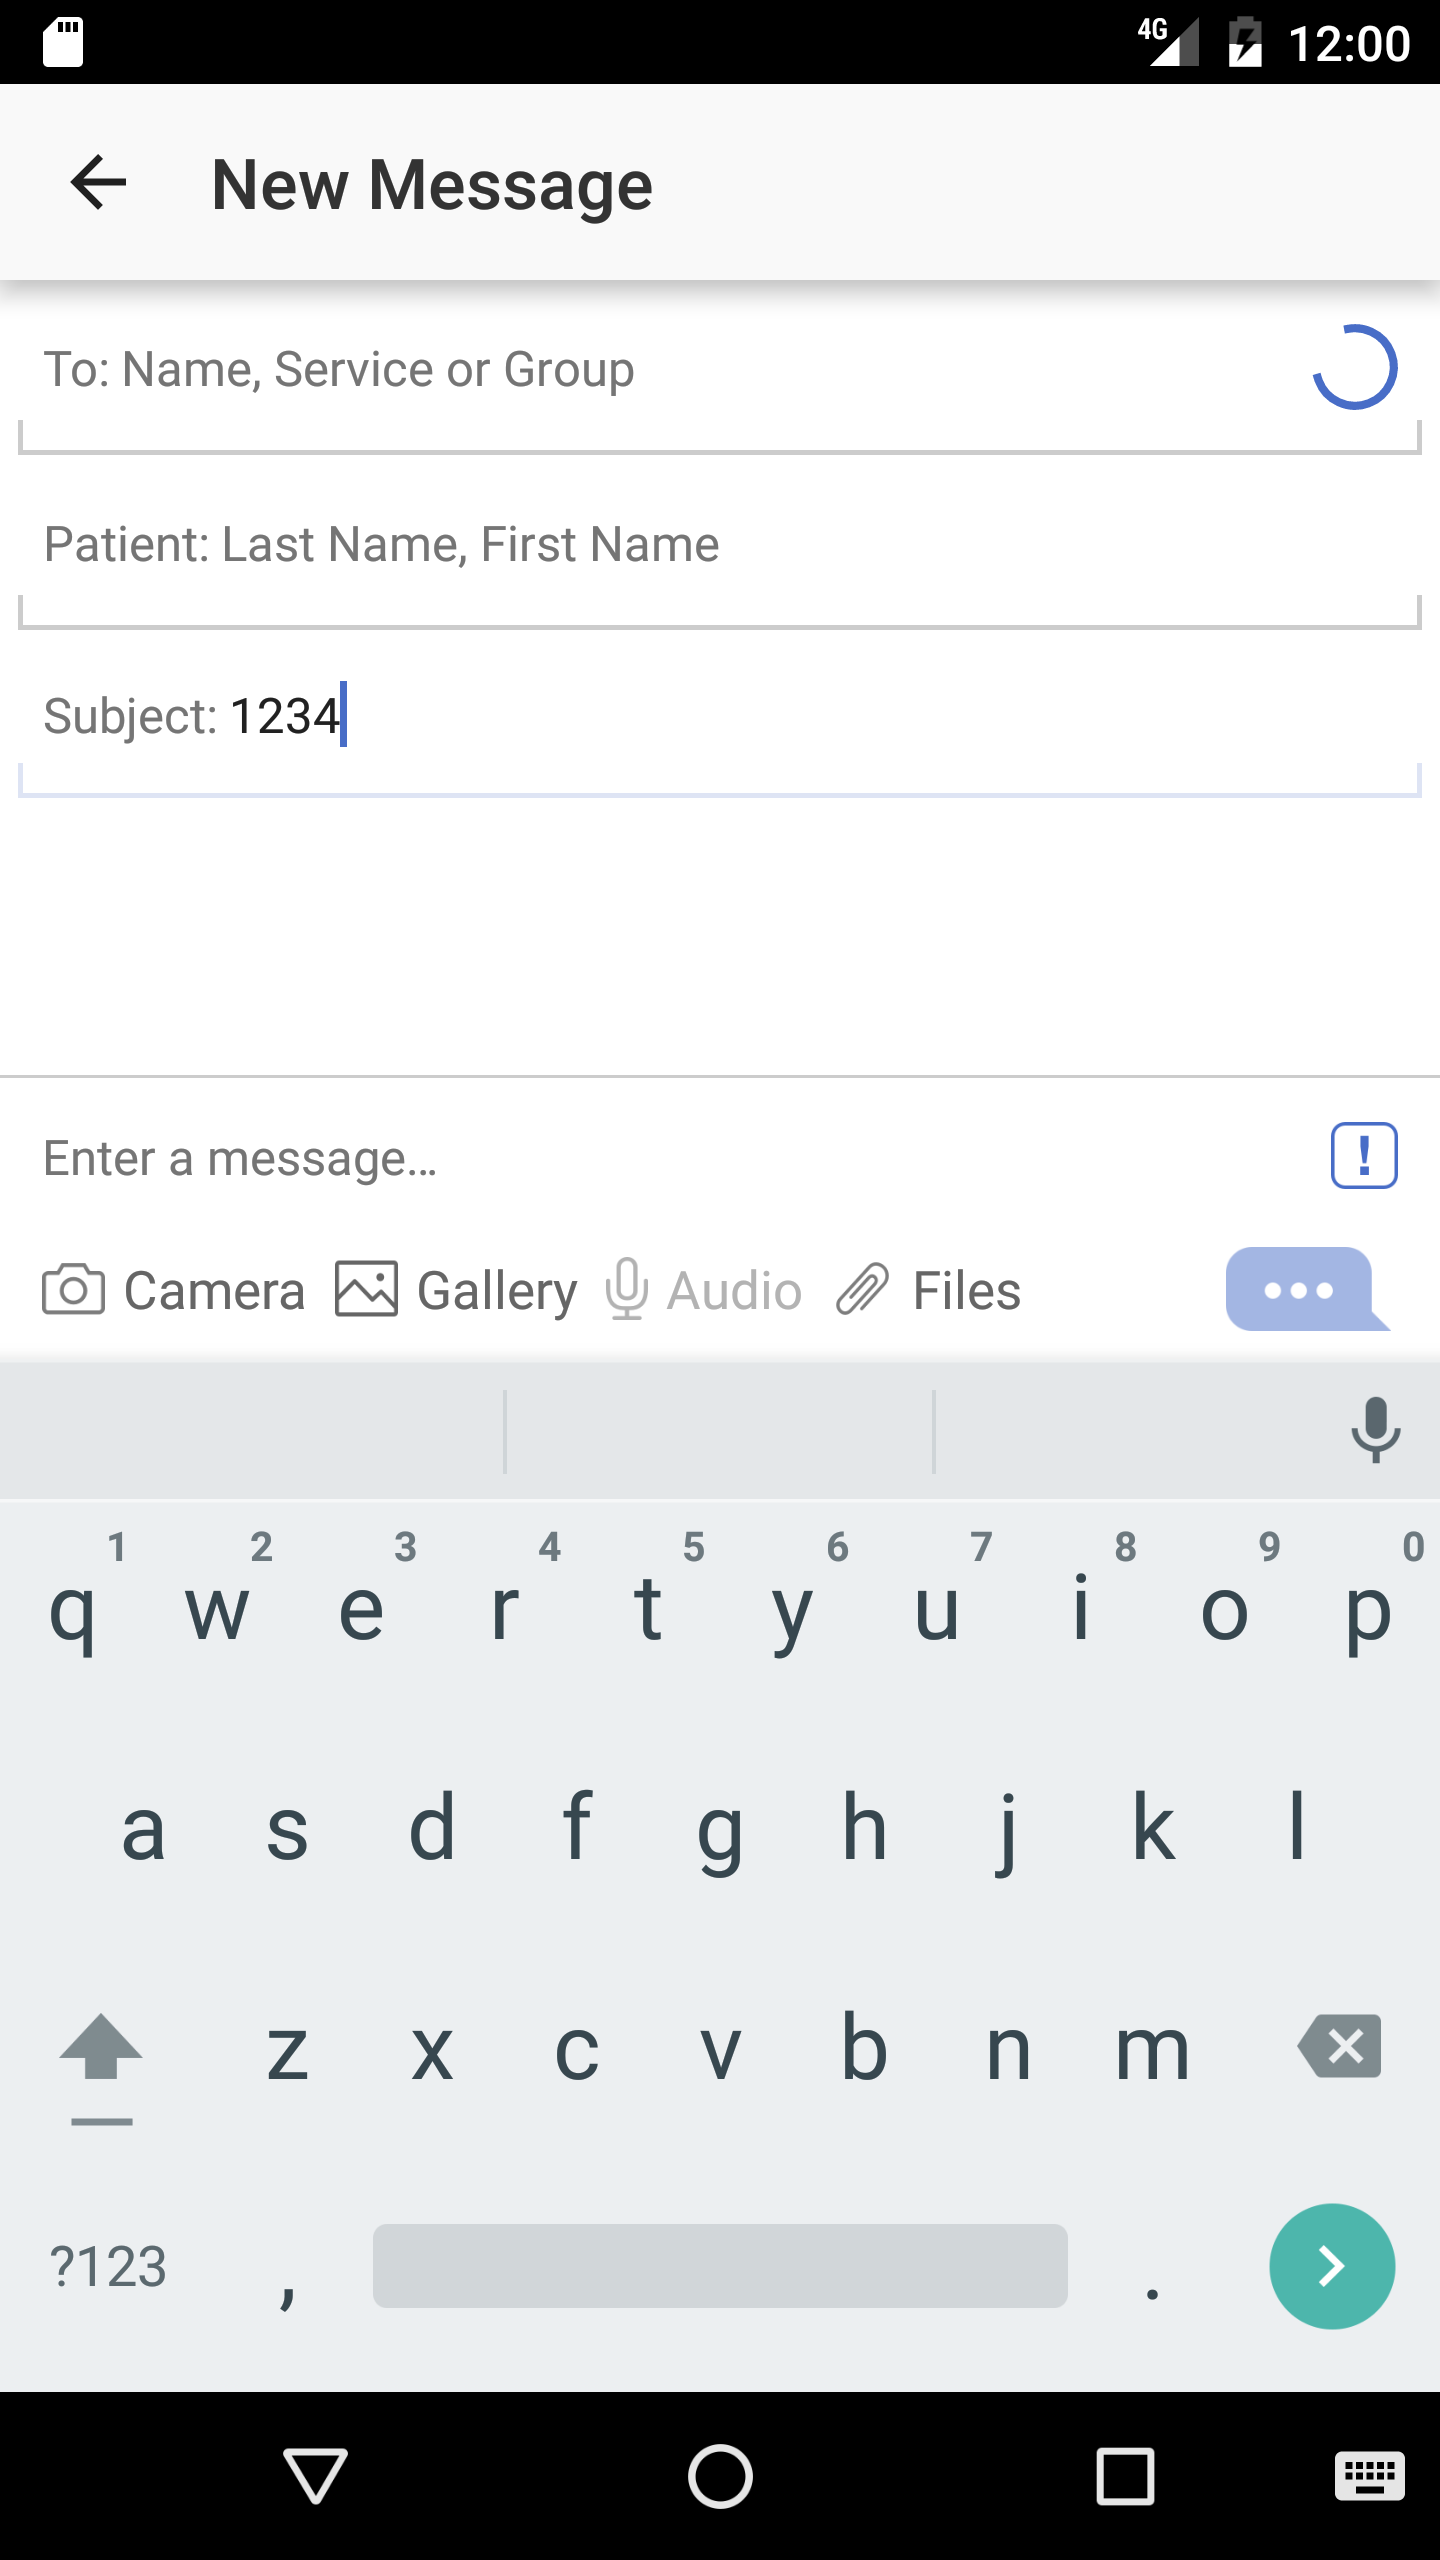 4G 12:00
New Message
To: Name, Service or Group
Patient: Last Name, First Name
Subject: 1234
Enter a message...
!
Camera Gallery Audio Files
1 2 3 4 5 6 7 8 9 0
q w e r t y u i o p
a s d f g h j k l
z x c v b n m
?123 , .